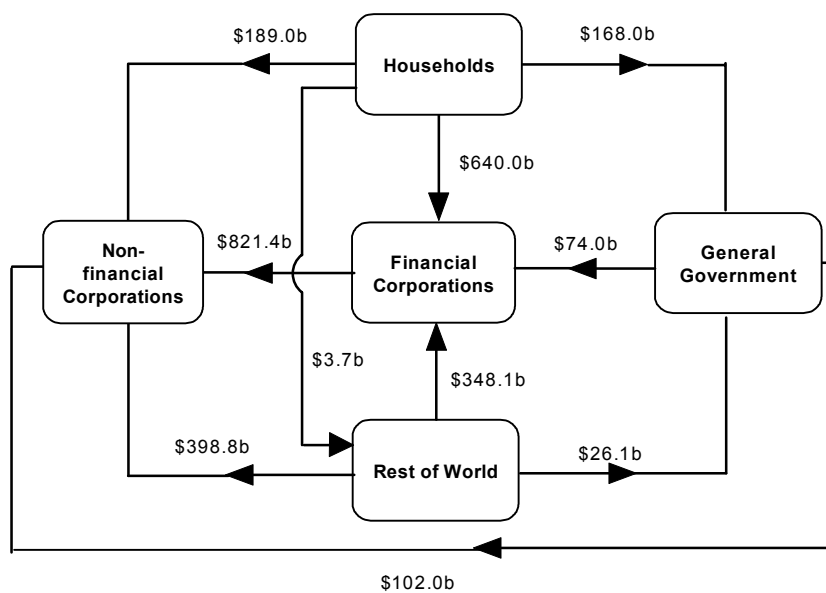 $189.0b
$168.0b
Households
$640.0b
Non-
financial
Corporations
$821.4b
Financial
Corporations
$74.0b
General
Government
$3.7b
$348.1b
$398.8b
Rest of World
$26.1b
$102.0b